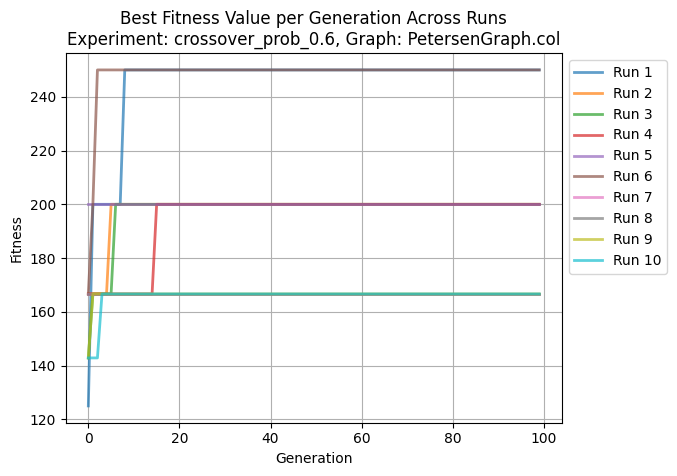 Best Fitness Value per Generation Across Runs
Experiment: crossover_prob_0.6, Graph: PetersenGraph.col
Fitness
240
220
200
180
160
140
120
0 20 40 60 80 100
Generation
Run 1
Run 2
Run 3
Run 4
Run 5
Run 6
Run 7
Run 8
Run 9
Run 10